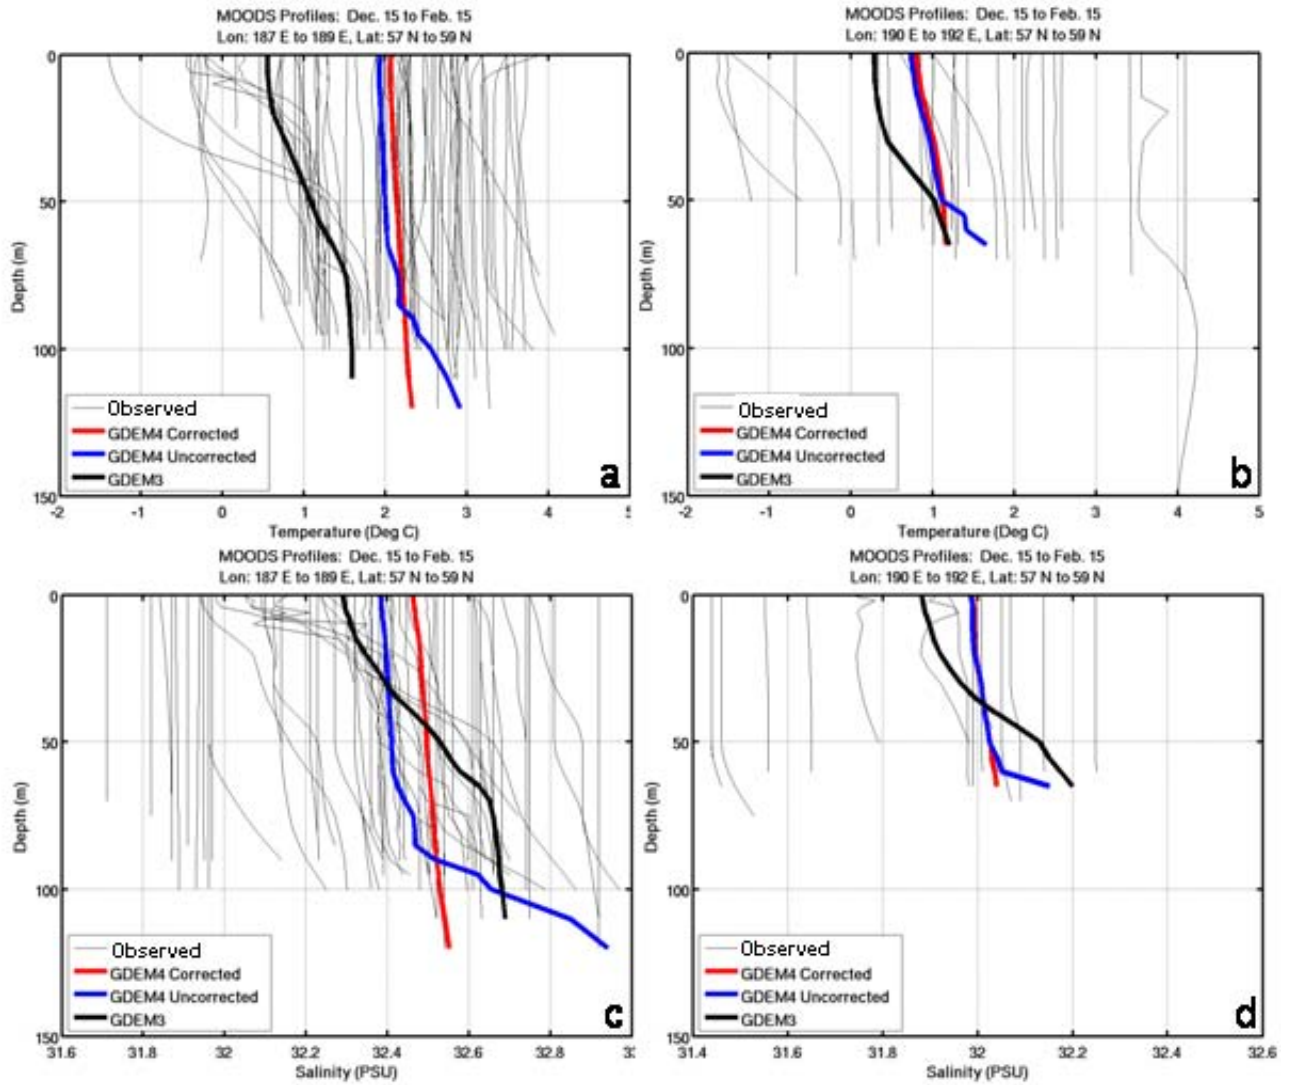 MOODS Profiles: Dec. 15 to Feb. 15
Lon: 187 E to 189 E, Lat: 57 N to 59 N
0
50
100
150
Depth (m)
Observed
GDEM4 Corrected
GDEM4 Uncorrected
GDEM3
a
-2 -1 0 1 2 3 4
Temperature (Deg C)
MOODS Profiles: Dec. 15 to Feb. 15
Lon: 190 E to 192 E, Lat: 57 N to 59 N
0
50
100
150
Depth (m)
Observed
GDEM4 Corrected
GDEM4 Uncorrected
GDEM3
b
-2 -1 0 1 2 3 4 5
Temperature (Deg C)
MOODS Profiles: Dec. 15 to Feb. 15
Lon: 187 E to 189 E, Lat: 57 N to 59 N
0
50
100
150
Depth (m)
Observed
GDEM4 Corrected
GDEM4 Uncorrected
GDEM3
c
31.6 31.8 32 32.2 32.4 32.6 32.8
Salinity (PSU)
MOODS Profiles: Dec. 15 to Feb. 15
Lon: 190 E to 192 E, Lat: 57 N to 59 N
0
50
100
150
Depth (m)
Observed
GDEM4 Corrected
GDEM4 Uncorrected
GDEM3
d
31.4 31.6 31.8 32 32.2 32.4 32.6
Salinity (PSU)